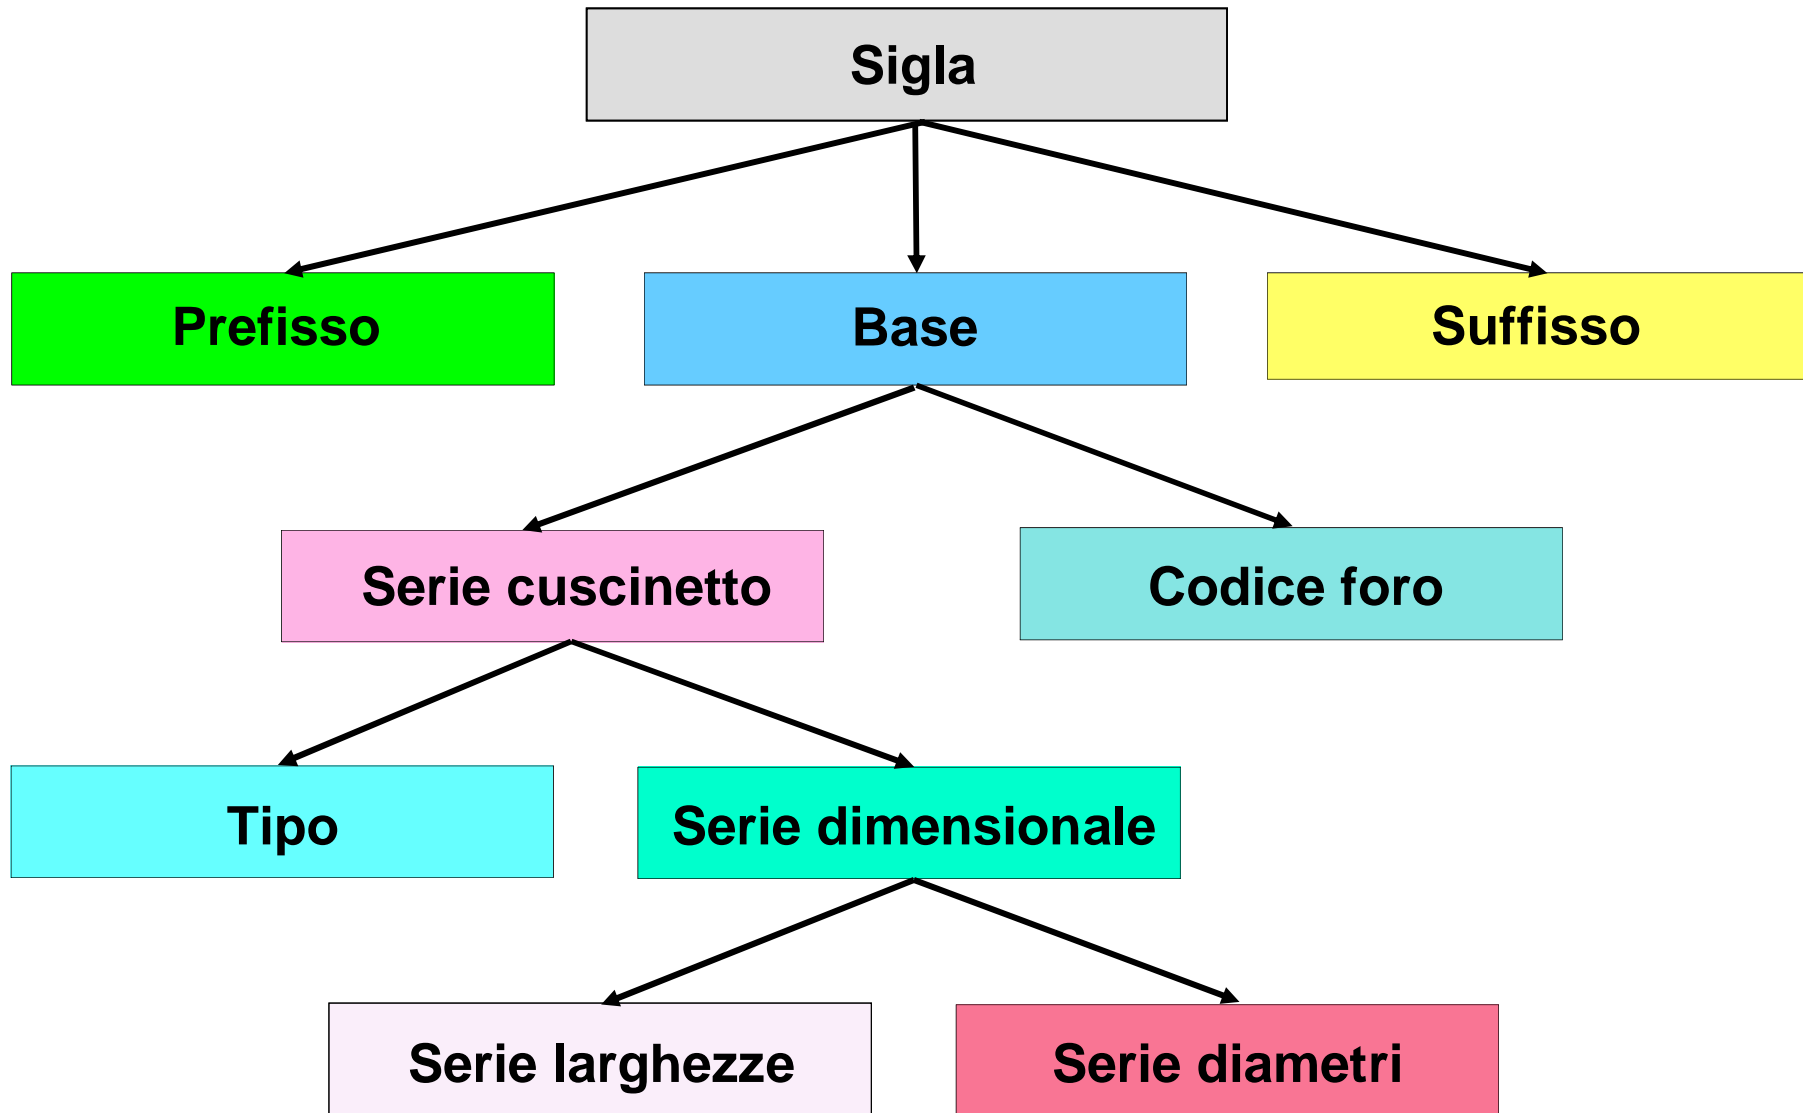 Sigla
Prefisso
Base
Suffisso
Serie cuscinetto
Codice foro
Tipo
Serie dimensionale
Serie larghezze
Serie diametri